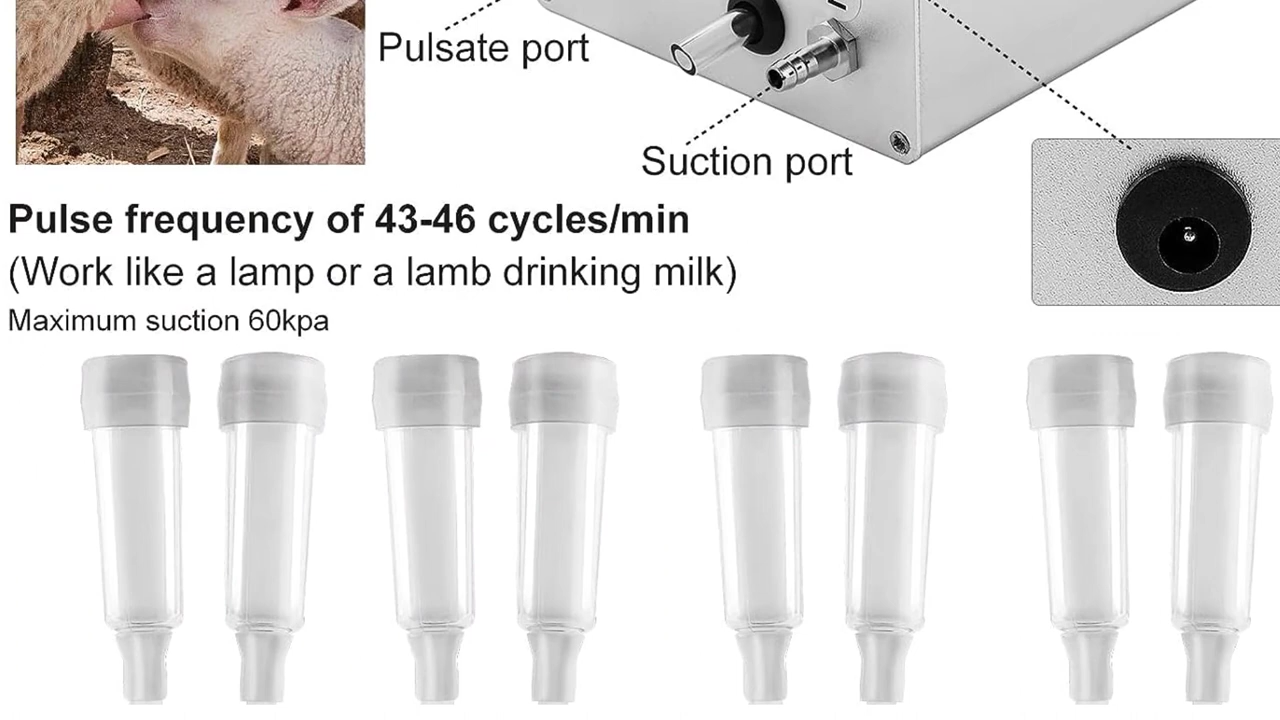 Pulsate port
Suction port
Pulse frequency of 43-46 cycles/min
(Work like a lamp or a lamb drinking milk)
Maximum suction 60kpa